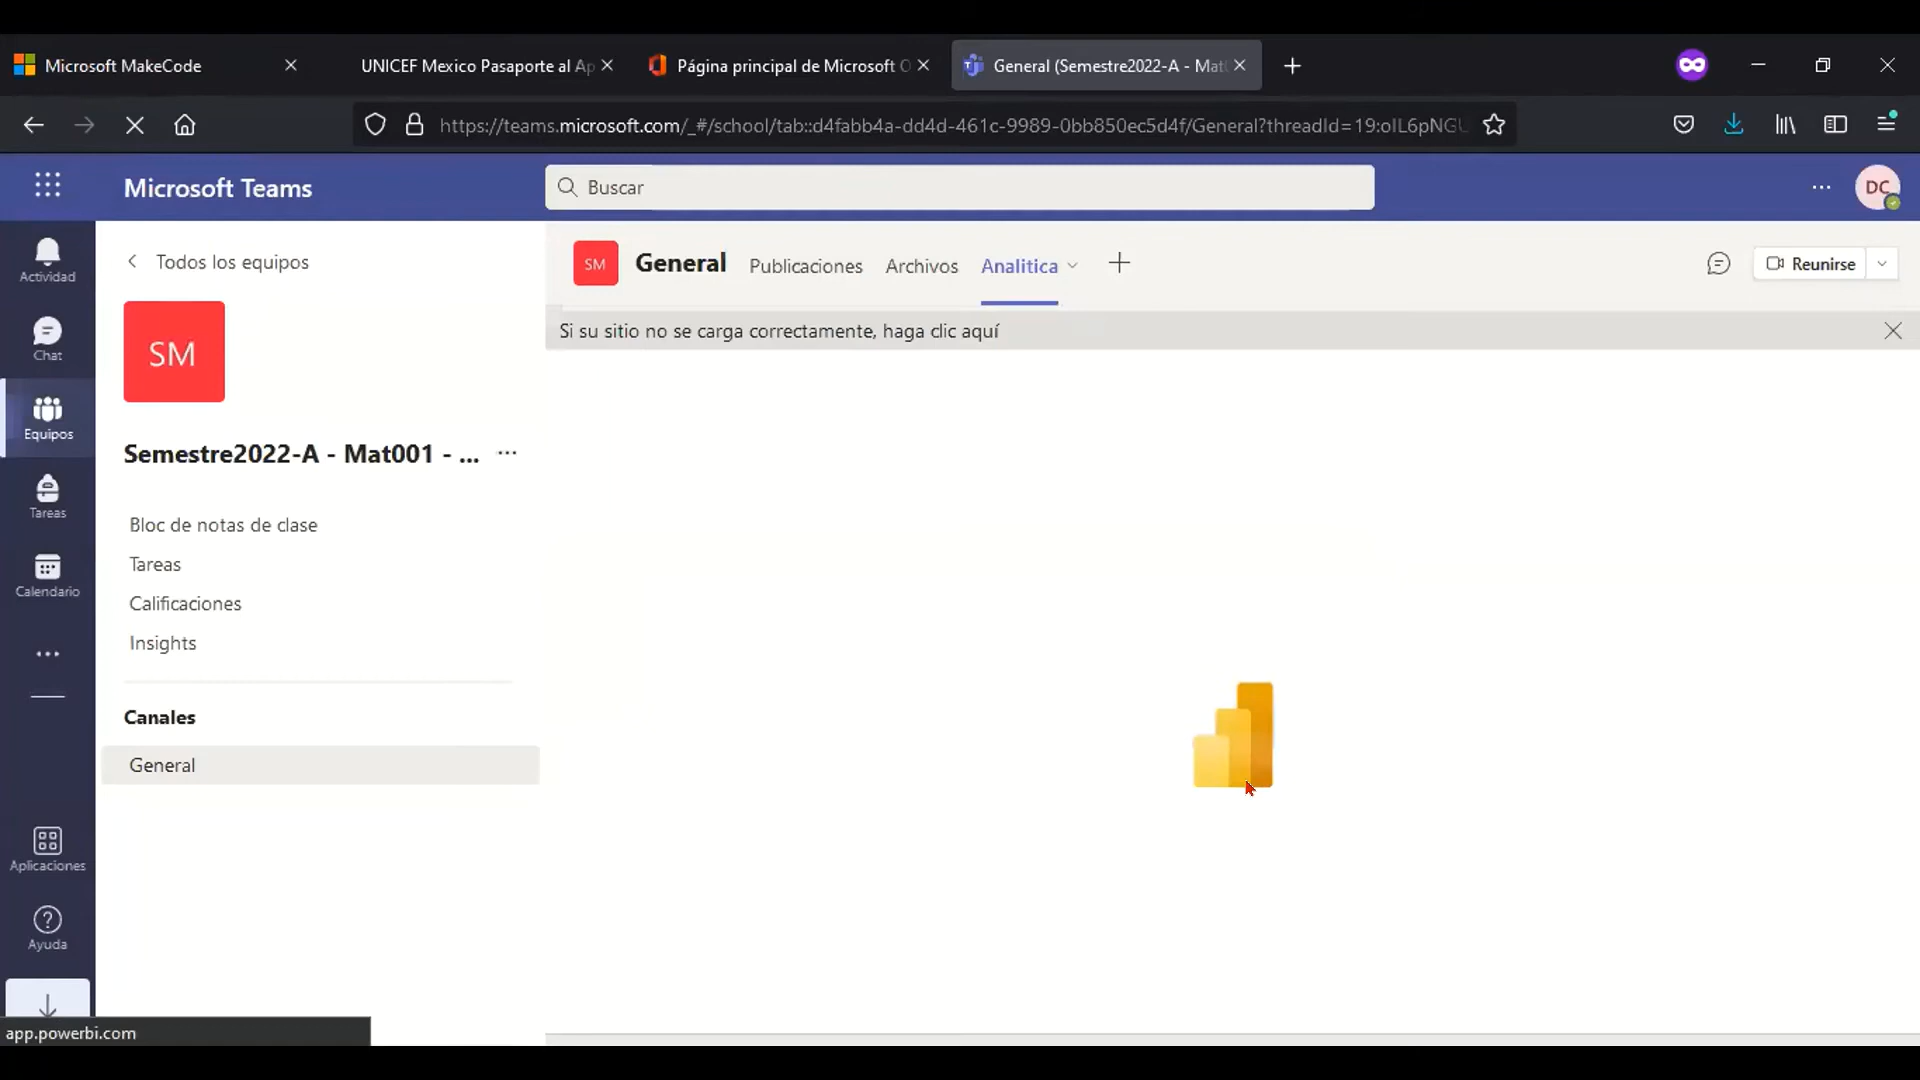 Microsoft MakeCode
UNICEF Mexico Pasaporte al Ap
Página principal de Microsoft O
General (Semestre2022-A - Mat
https://teams.microsoft.com/_#/school/tab::d4fabb4a-dd4d-461c-9989-0bb850ec5d4f/General?threadId=19:oIL6pNGU
Microsoft Teams
Buscar
DC
Actividad
Chat
Equipos
Tareas
Calendario
Aplicaciones
Ayuda
Todos los equipos
SM
Semestre2022-A - Mat001 - ...
Bloc de notas de clase
Tareas
Calificaciones
Insights
Canales
General
SM
General
Publicaciones
Archivos
Analitica
Reunirse
Si su sitio no se carga correctamente, haga clic aquí
app.powerbi.com